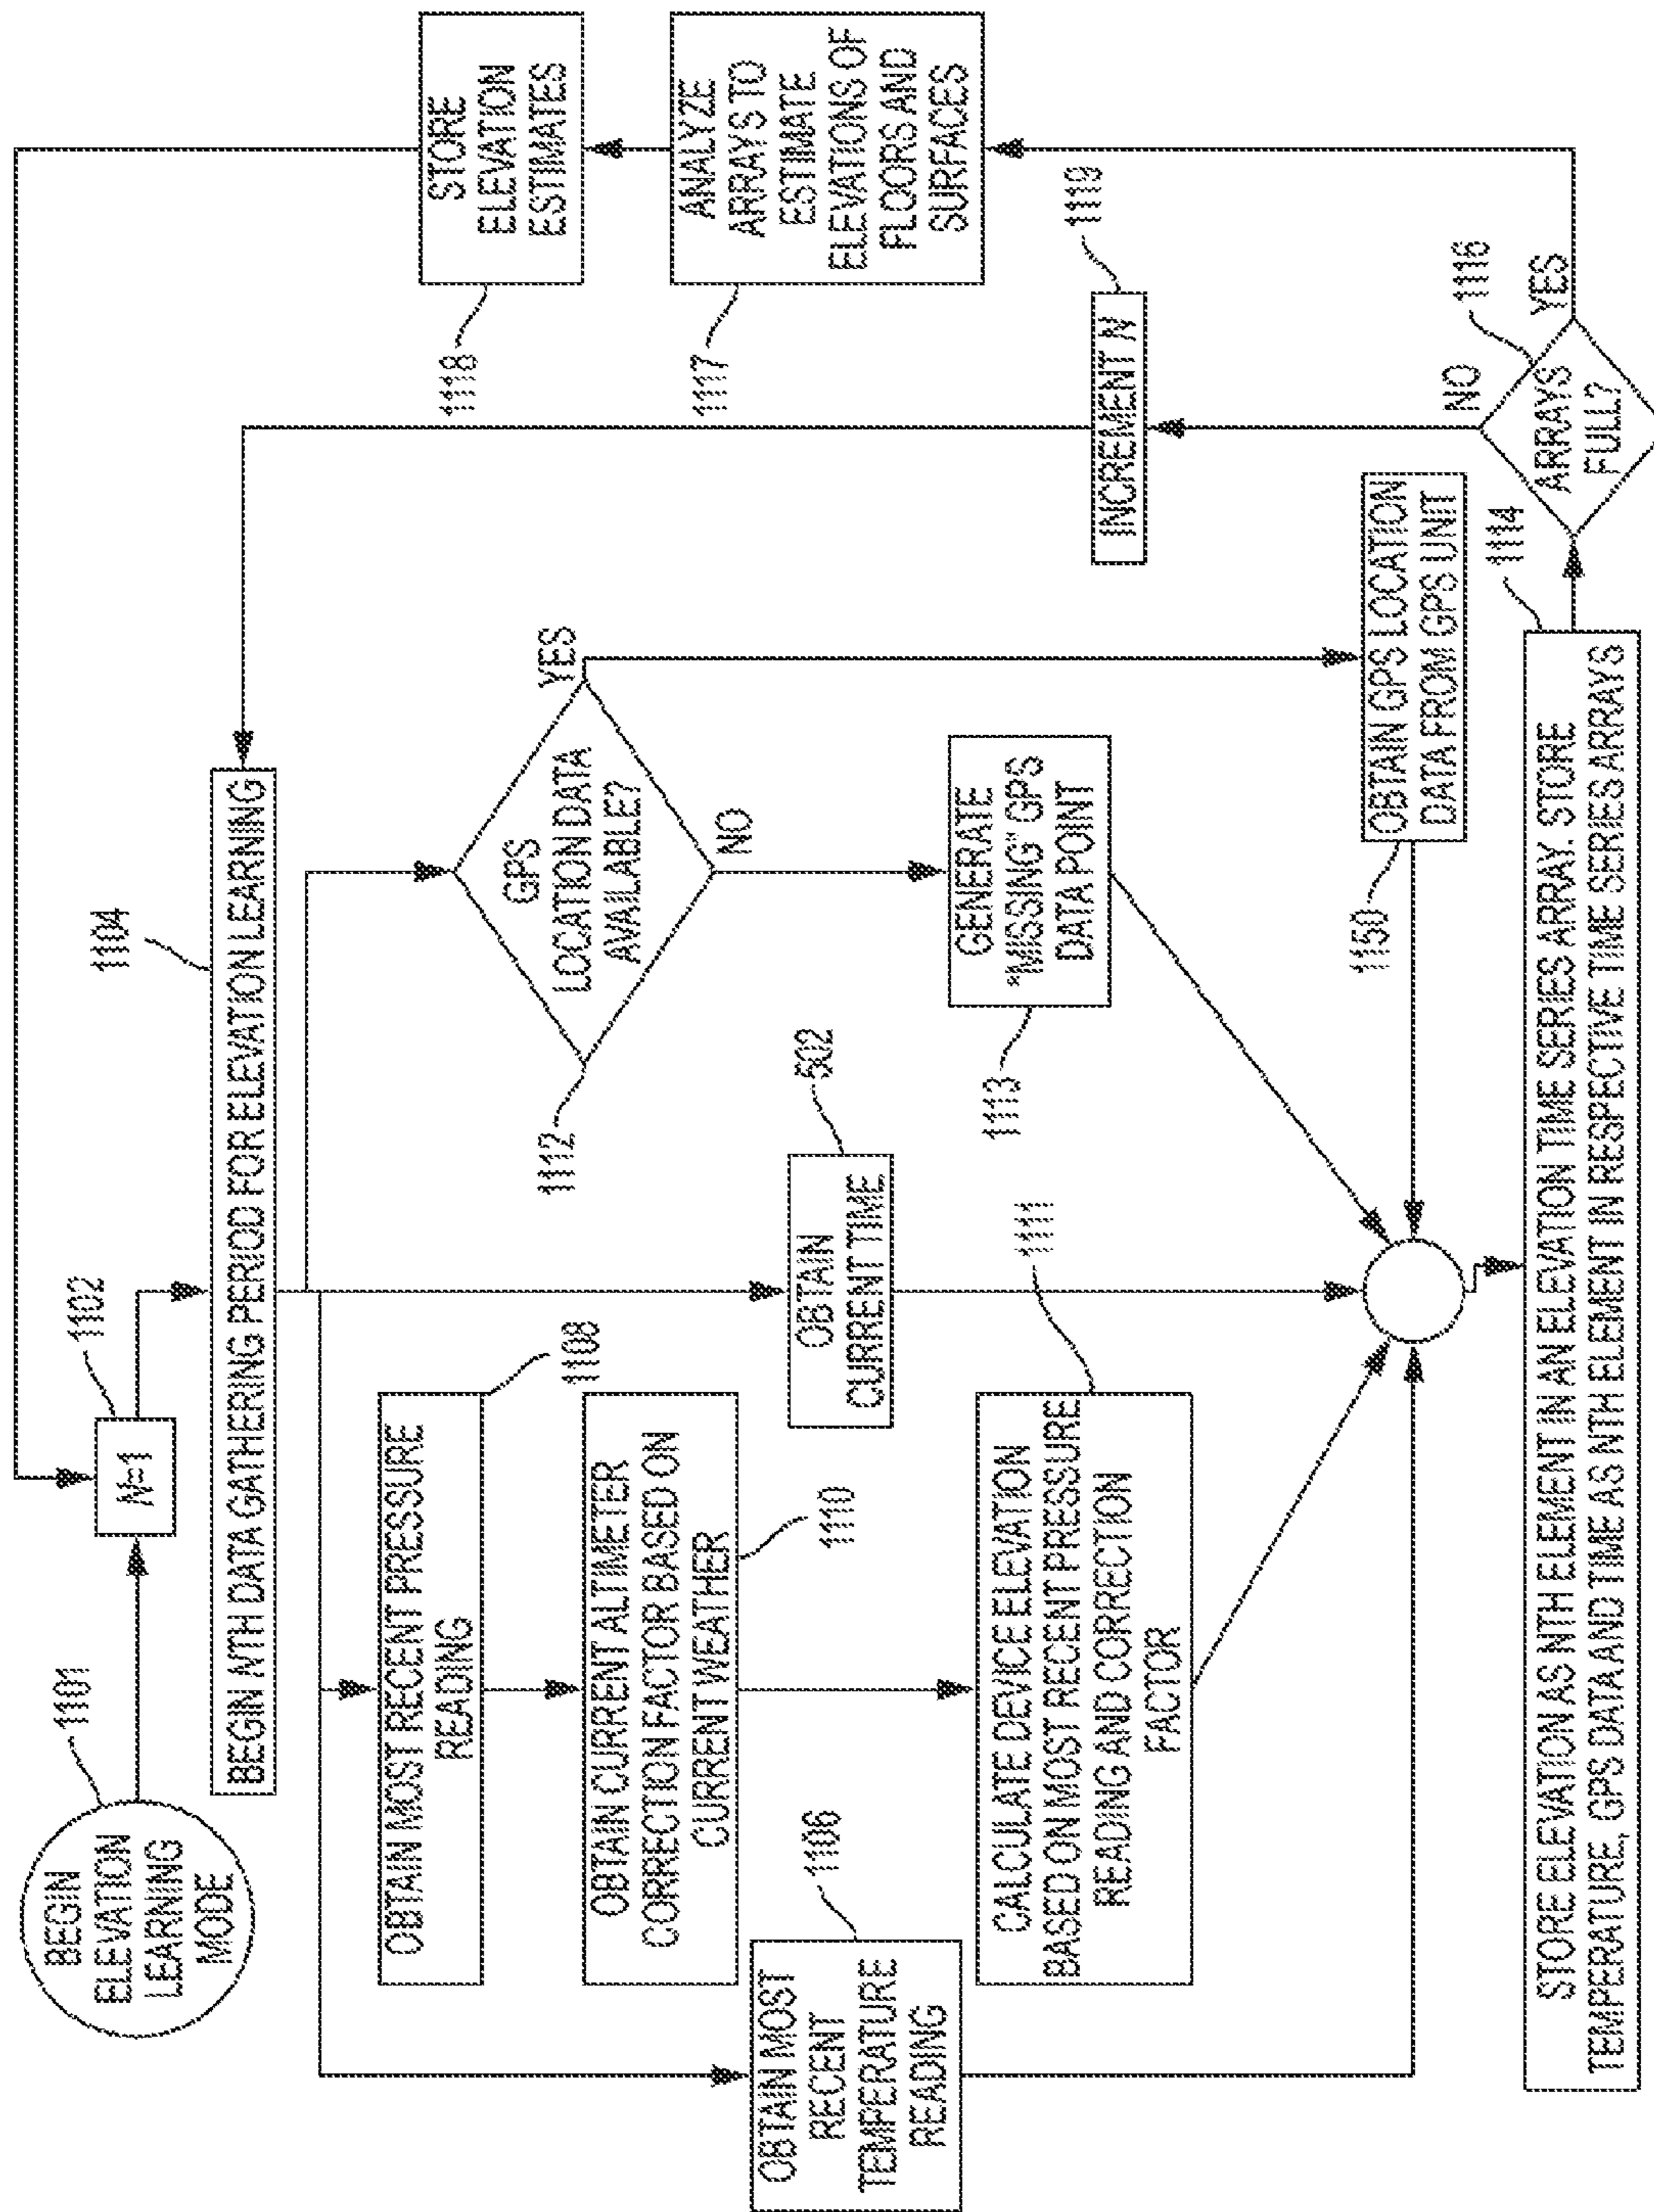 BEGIN
ELEVATION
LEARNING
MODE
1101
N=1
1102
BEGIN NTH DATA GATHERING PERIOD FOR ELEVATION LEARNING
1104
OBTAIN MOST RECENT PRESSURE
READING
1108
OBTAIN CURRENT ALTIMETER
CORRECTION FACTOR BASED ON
CURRENT WEATHER
1110
OBTAIN MOST
RECENT
TEMPERATURE
READING
1106
CALCULATE DEVICE ELEVATION
BASED ON MOST RECENT PRESSURE
READING AND CORRECTION
FACTOR
1111
OBTAIN
CURRENT TIME
502
GPS
LOCATION DATA
AVAILABLE?
1112
YES
NO
GENERATE
"MISSING" GPS
DATA POINT
1113
OBTAIN GPS LOCATION
DATA FROM GPS UNIT
1150
STORE ELEVATION AS NTH ELEMENT IN AN ELEVATION TIME SERIES ARRAY. STORE
TEMPERATURE, GPS DATA AND TIME AS NTH ELEMENT IN RESPECTIVE TIME SERIES ARRAYS
1114
ARRAYS
FULL?
1116
NO
YES
INCREMENT N
1119
ANALYZE
ARRAYS TO
ESTIMATE
ELEVATIONS OF
FLOORS AND
SURFACES
1117
STORE
ELEVATION
ESTIMATES
1118